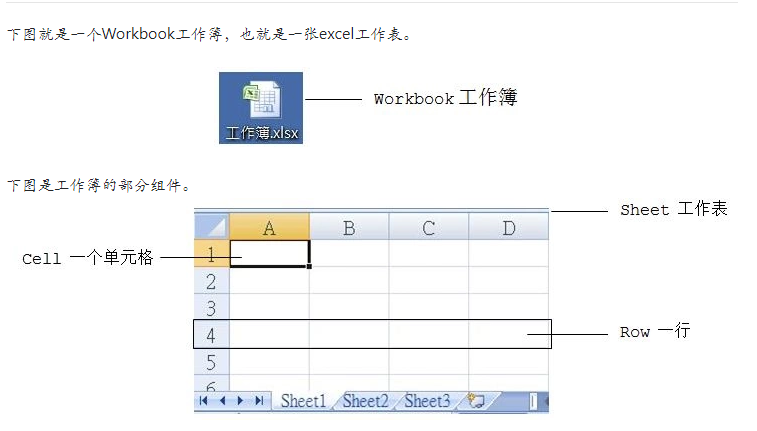 下图就是一个Workbook工作簿，也就是一张excel工作表。
Workbook 工作簿
工作簿.xlsx
下图是工作簿的部分组件。
Sheet 工作表
A B C D
Cell 一个单元格
1
2
3
4
Row 一行
5
6
Sheet1 Sheet2 Sheet3